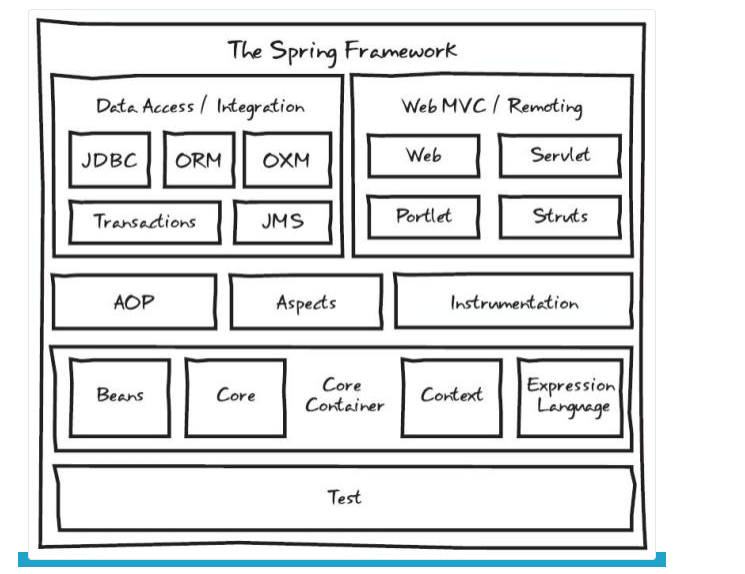 The Spring Framework
Data Access / Integration
JDBC
ORM
OXM
Transactions
JMS
Web MVC / Remoting
Web
Servlet
Portlet
Struts
AOP
Aspects
Instrumentation
Beans
Core
Core
Container
Context
Expression
Language
Test